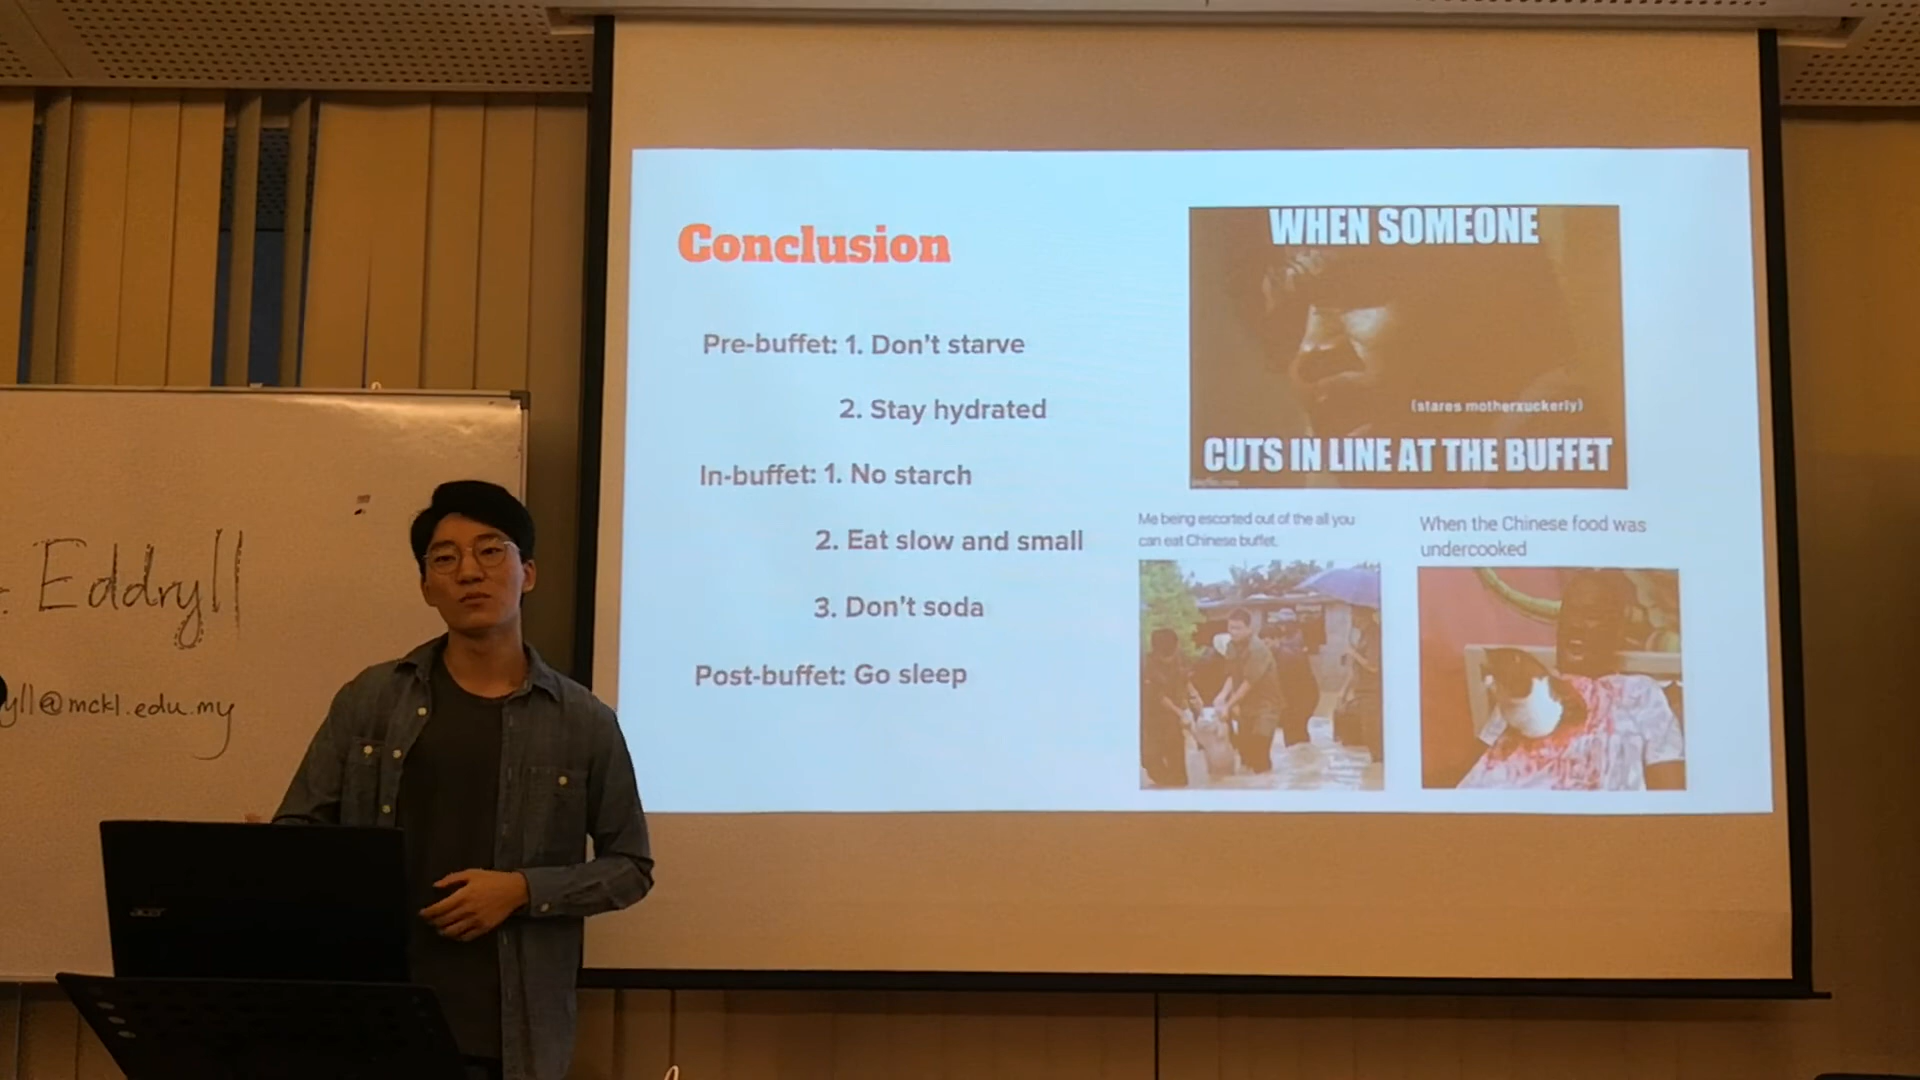 Conclusion
Pre-buffet: 1. Don't starve
2. Stay hydrated
In-buffet: 1. No starch
2. Eat slow and small
3. Don't soda
Post-buffet: Go sleep
WHEN SOMEONE
(stares motherxuckerly)
CUTS IN LINE AT THE BUFFET
Me being escorted out of the all you
can eat Chinese buffet.
When the Chinese food was
undercooked
Eddryll
yll@mckl.edu.my
acer